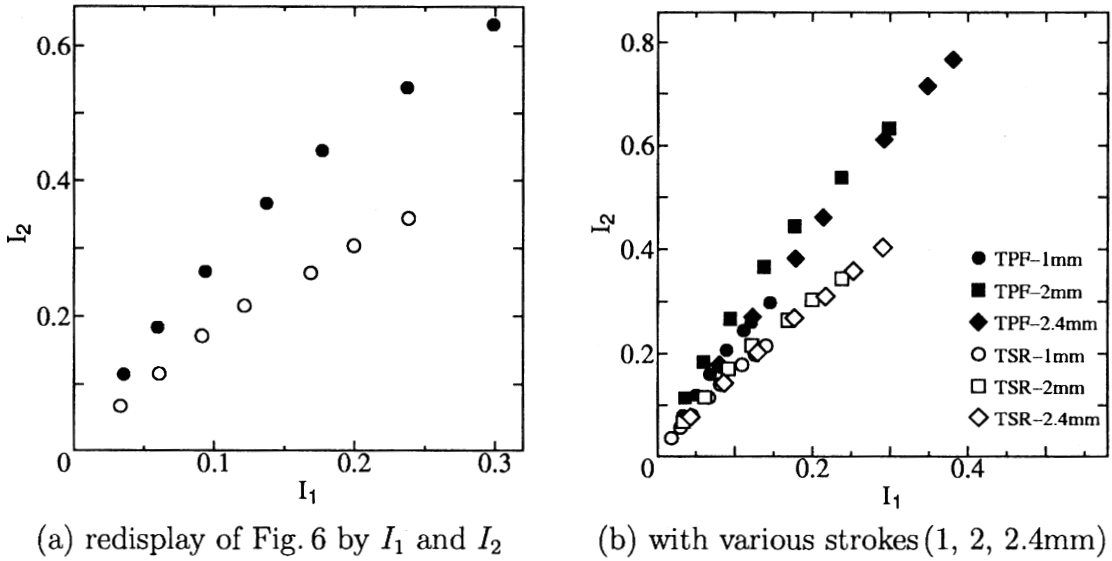 0.6
0.4
I2
0.2
0
0.1
0.2
0.3
I1
(a) redisplay of Fig. 6 by I1 and I2
0.8
0.6
I2
0.4
TPF-1mm
TPF-2mm
TPF-2.4mm
0.2
TSR-1mm
TSR-2mm
TSR-2.4mm
0
0.2
0.4
I1
(b) with various strokes (1, 2, 2.4mm)